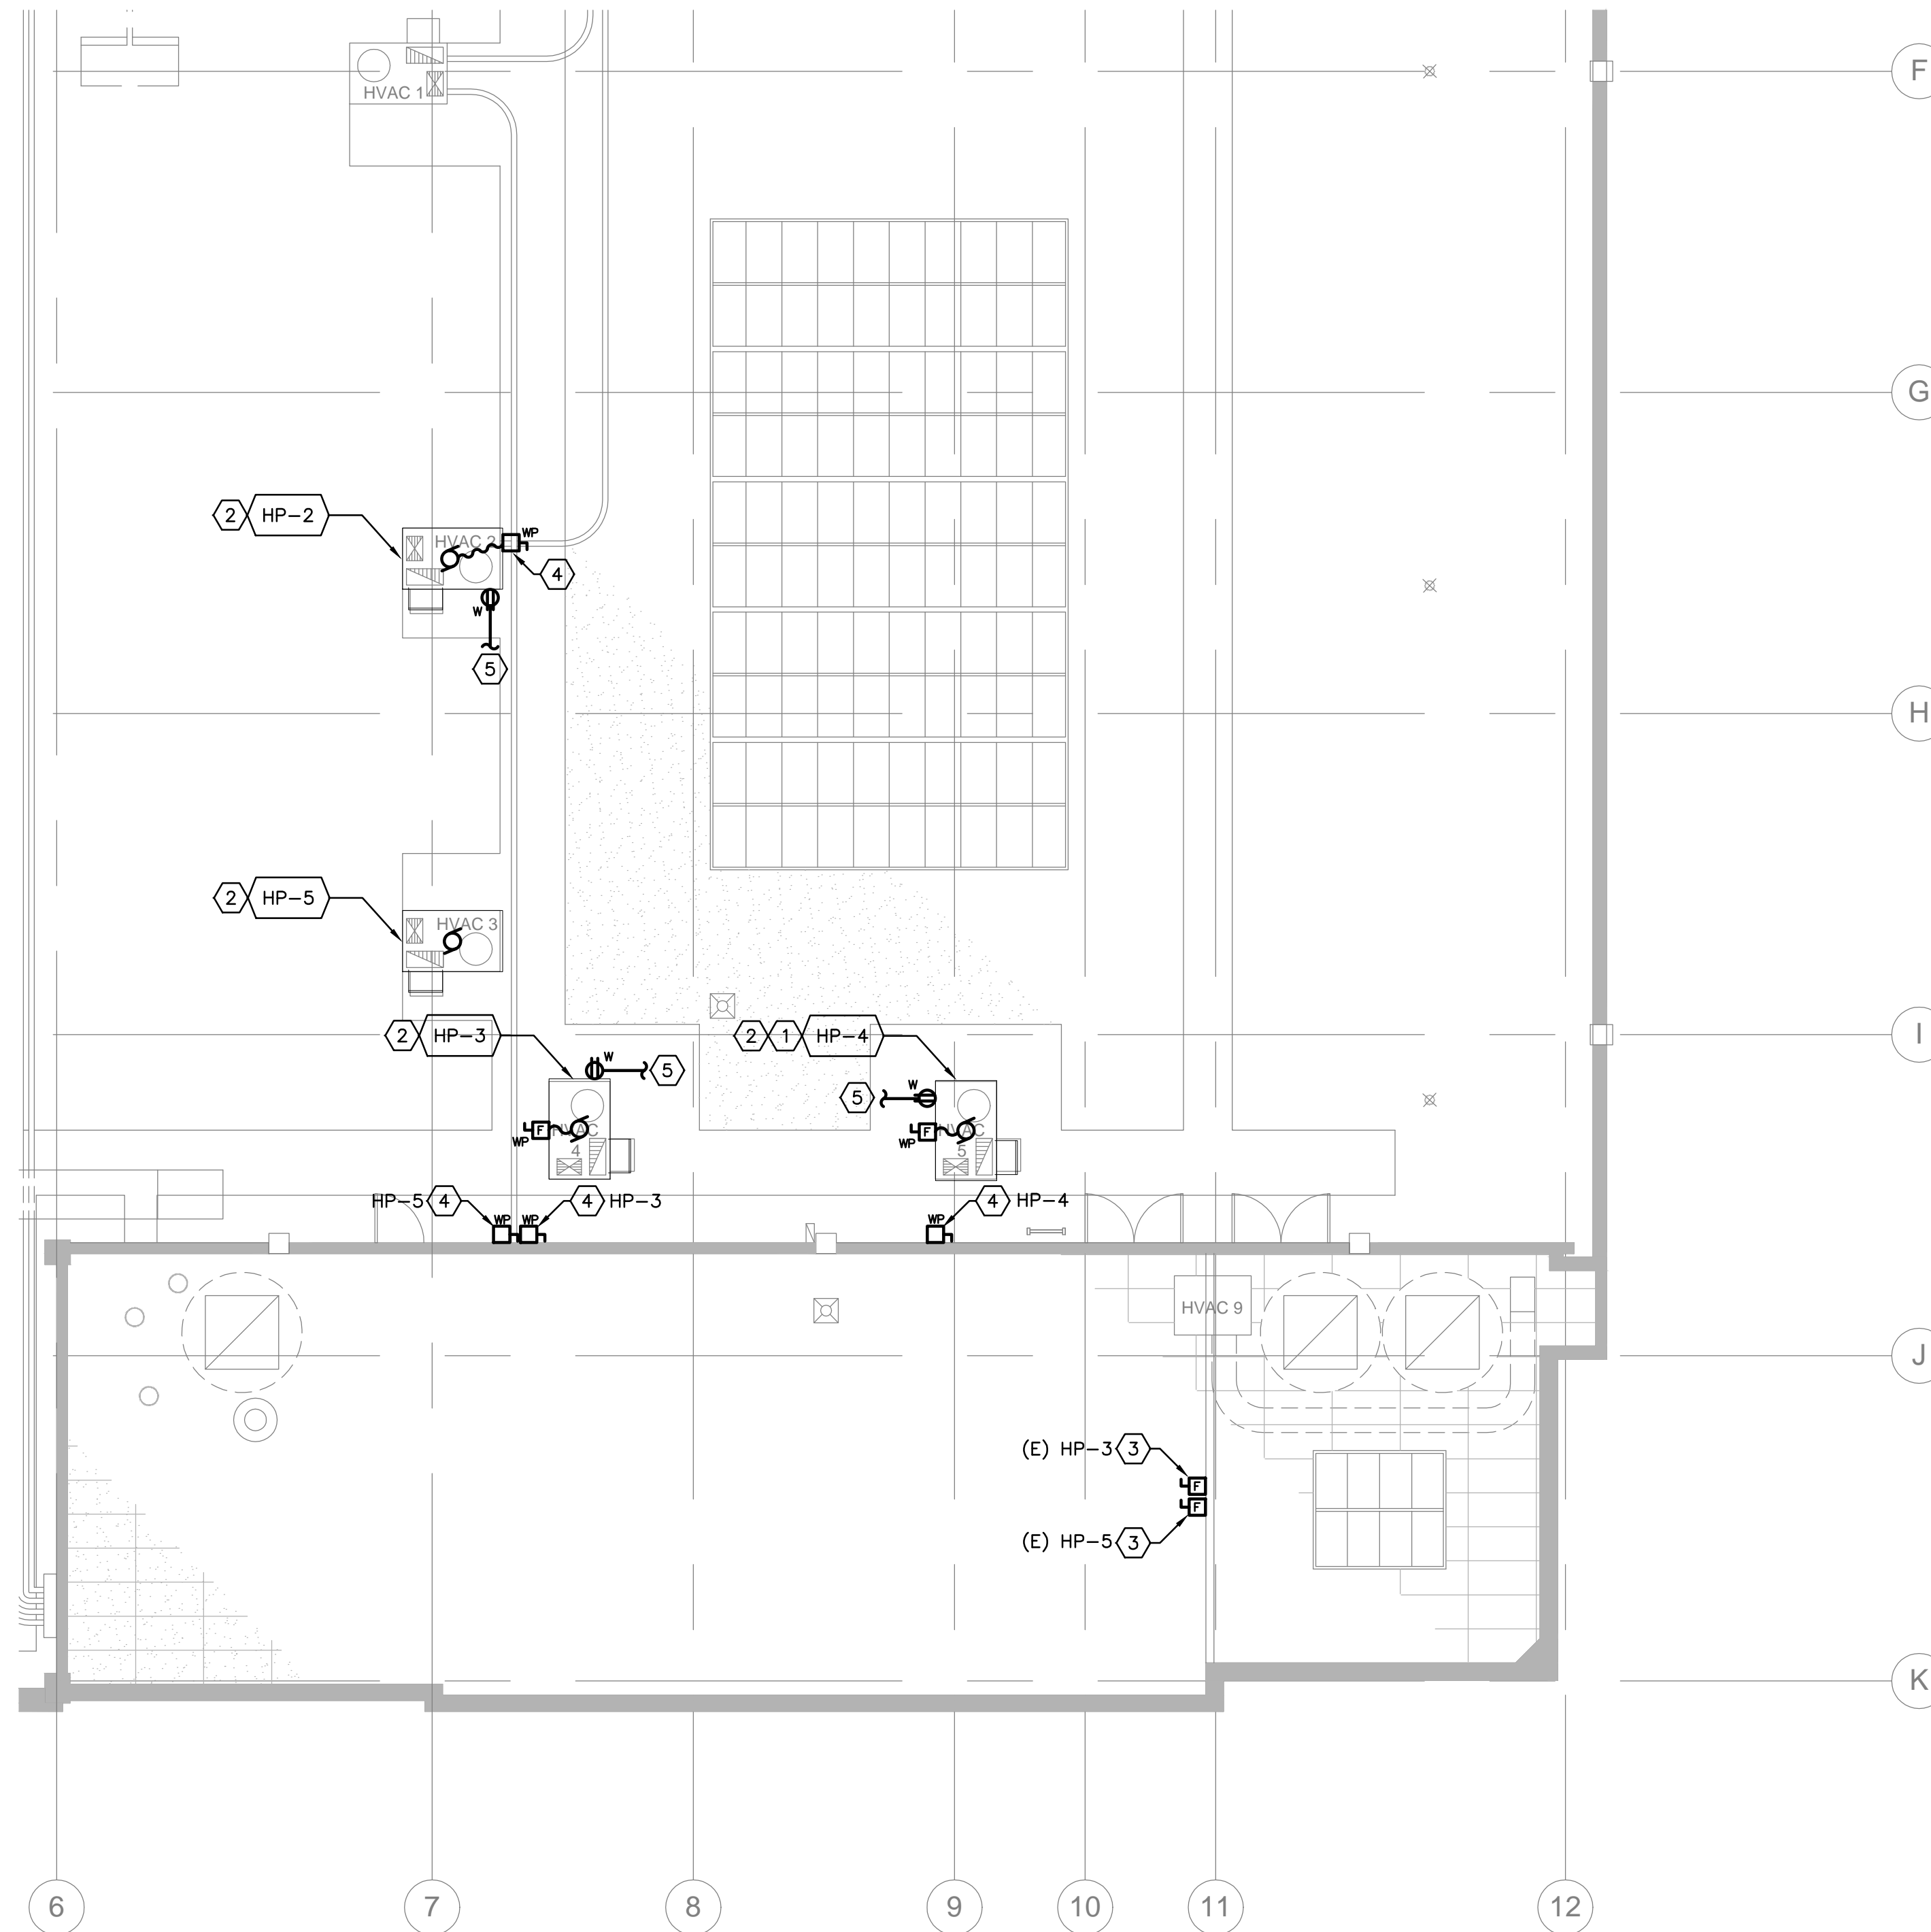 F
HVAC 1
G
2 HP-2
WP
HVAC 2
4
W
5
H
2 HP-5
HVAC 3
2 HP-3
2 1 HP-4
I
W
5
5
W
F
HVAC
4
WP
F
HVAC
5
WP
HP-5 4
4 HP-3
4 HP-4
WP
WP
WP
HVAC 9
J
(E) HP-3 3
F
F
(E) HP-5 3
K
6
7
8
9
10
11
12